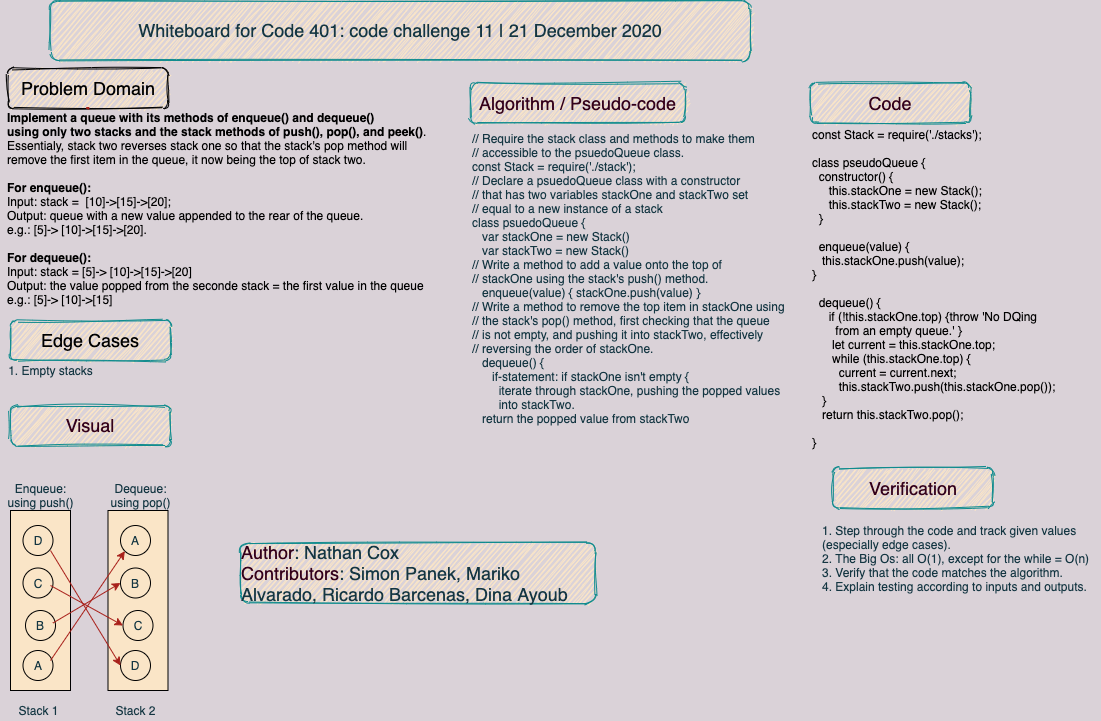 Whiteboard for Code 401: code challenge 11 | 21 December 2020
Problem Domain
Implement a queue with its methods of enqueue() and dequeue()
using only two stacks and the stack methods of push(), pop(), and peek().
Essentialy, stack two reverses stack one so that the stack's pop method will
remove the first item in the queue, it now being the top of stack two.
For enqueue():
Input: stack =  [10]->[15]->[20];
Output: queue with a new value appended to the rear of the queue.
e.g.: [5]-> [10]->[15]->[20].
For dequeue():
Input: stack = [5]-> [10]->[15]->[20]
Output: the value popped from the seconde stack = the first value in the queue
e.g.: [5]-> [10]->[15]
Edge Cases
1. Empty stacks
Visual
Enqueue:
using push()
Dequeue:
using pop()
D
C
B
A
A
B
C
D
Stack 1
Stack 2
Algorithm / Pseudo-code
// Require the stack class and methods to make them
// accessible to the psuedoQueue class.
const Stack = require('./stack');
// Declare a psuedoQueue class with a constructor
// that has two variables stackOne and stackTwo set
// equal to a new instance of a stack
class psuedoQueue {
var stackOne = new Stack()
var stackTwo = new Stack()
// Write a method to add a value onto the top of
// stackOne using the stack's push() method.
enqueue(value) { stackOne.push(value) }
// Write a method to remove the top item in stackOne using
// the stack's pop() method, first checking that the queue
// is not empty, and pushing it into stackTwo, effectively
// reversing the order of stackOne.
dequeue() {
if-statement: if stackOne isn't empty {
iterate through stackOne, pushing the popped values
into stackTwo.
return the popped value from stackTwo
Code
const Stack = require('./stacks');
class pseudoQueue {
constructor() {
this.stackOne = new Stack();
this.stackTwo = new Stack();
}
enqueue(value) {
this.stackOne.push(value);
}
dequeue() {
if (!this.stackOne.top) {throw 'No DQing
from an empty queue.' }
let current = this.stackOne.top;
while (this.stackOne.top) {
current = current.next;
this.stackTwo.push(this.stackOne.pop());
}
return this.stackTwo.pop();
}
Verification
1. Step through the code and track given values
(especially edge cases).
2. The Big Os: all O(1), except for the while = O(n)
3. Verify that the code matches the algorithm.
4. Explain testing according to inputs and outputs.
Author: Nathan Cox
Contributors: Simon Panek, Mariko
Alvarado, Ricardo Barcenas, Dina Ayoub